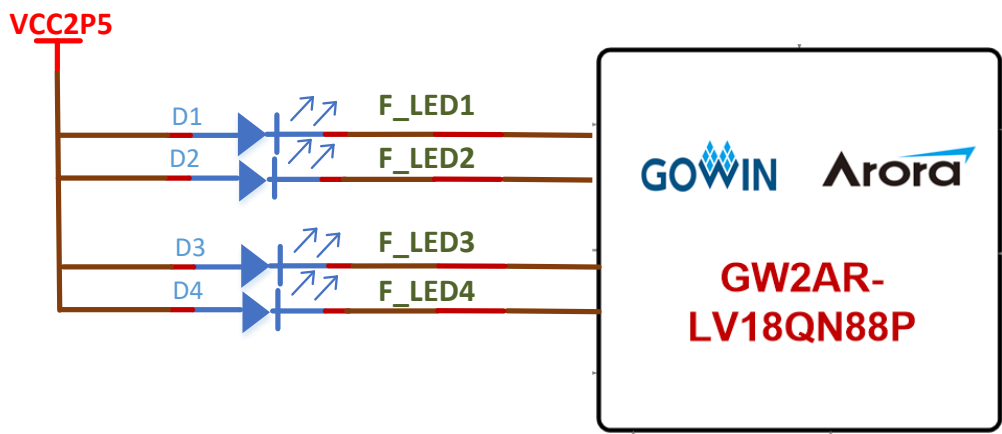 VCC2P5
D1
F_LED1
D2
F_LED2
GOWIN
Arora
D3
F_LED3
D4
F_LED4
GW2AR-
LV18QN88P